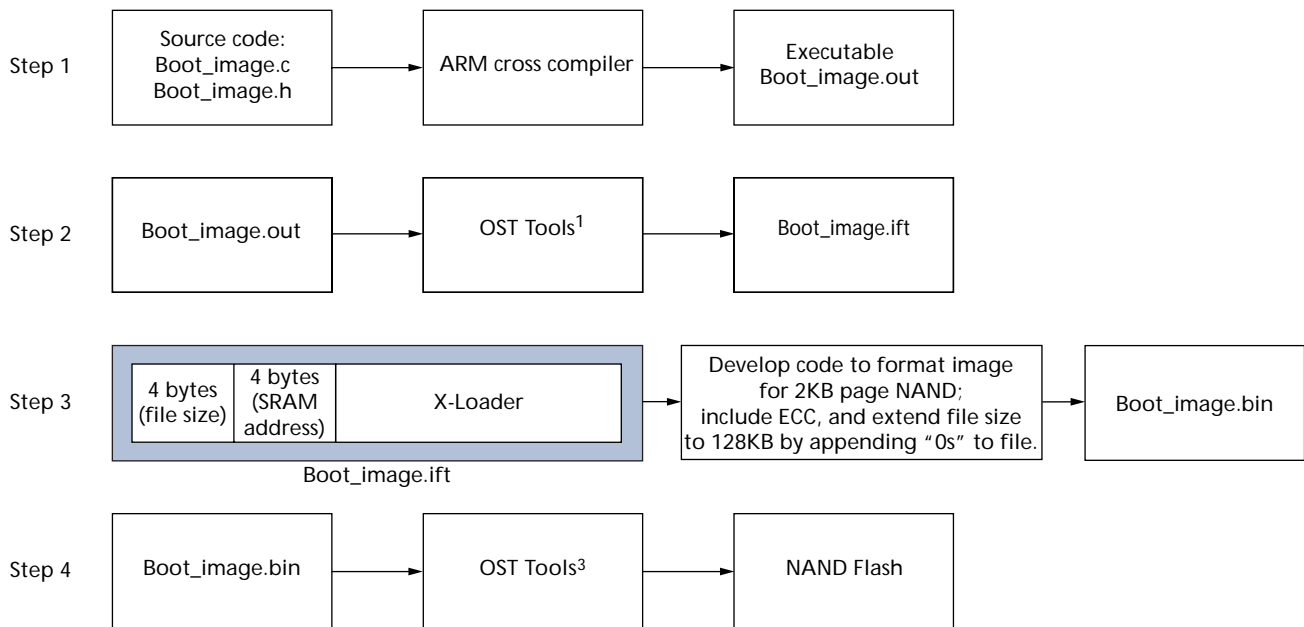 Step 1
Source code:
Boot_image.c
Boot_image.h
ARM cross compiler
Executable
Boot_image.out
Step 2
Boot_image.out
OST Tools¹
Boot_image.ift
Step 3
4 bytes
(file size)
4 bytes
(SRAM
address)
X-Loader
Boot_image.ift
Develop code to format image
for 2KB page NAND;
include ECC, and extend file size
to 128KB by appending “0s” to file.
Boot_image.bin
Step 4
Boot_image.bin
OST Tools³
NAND Flash